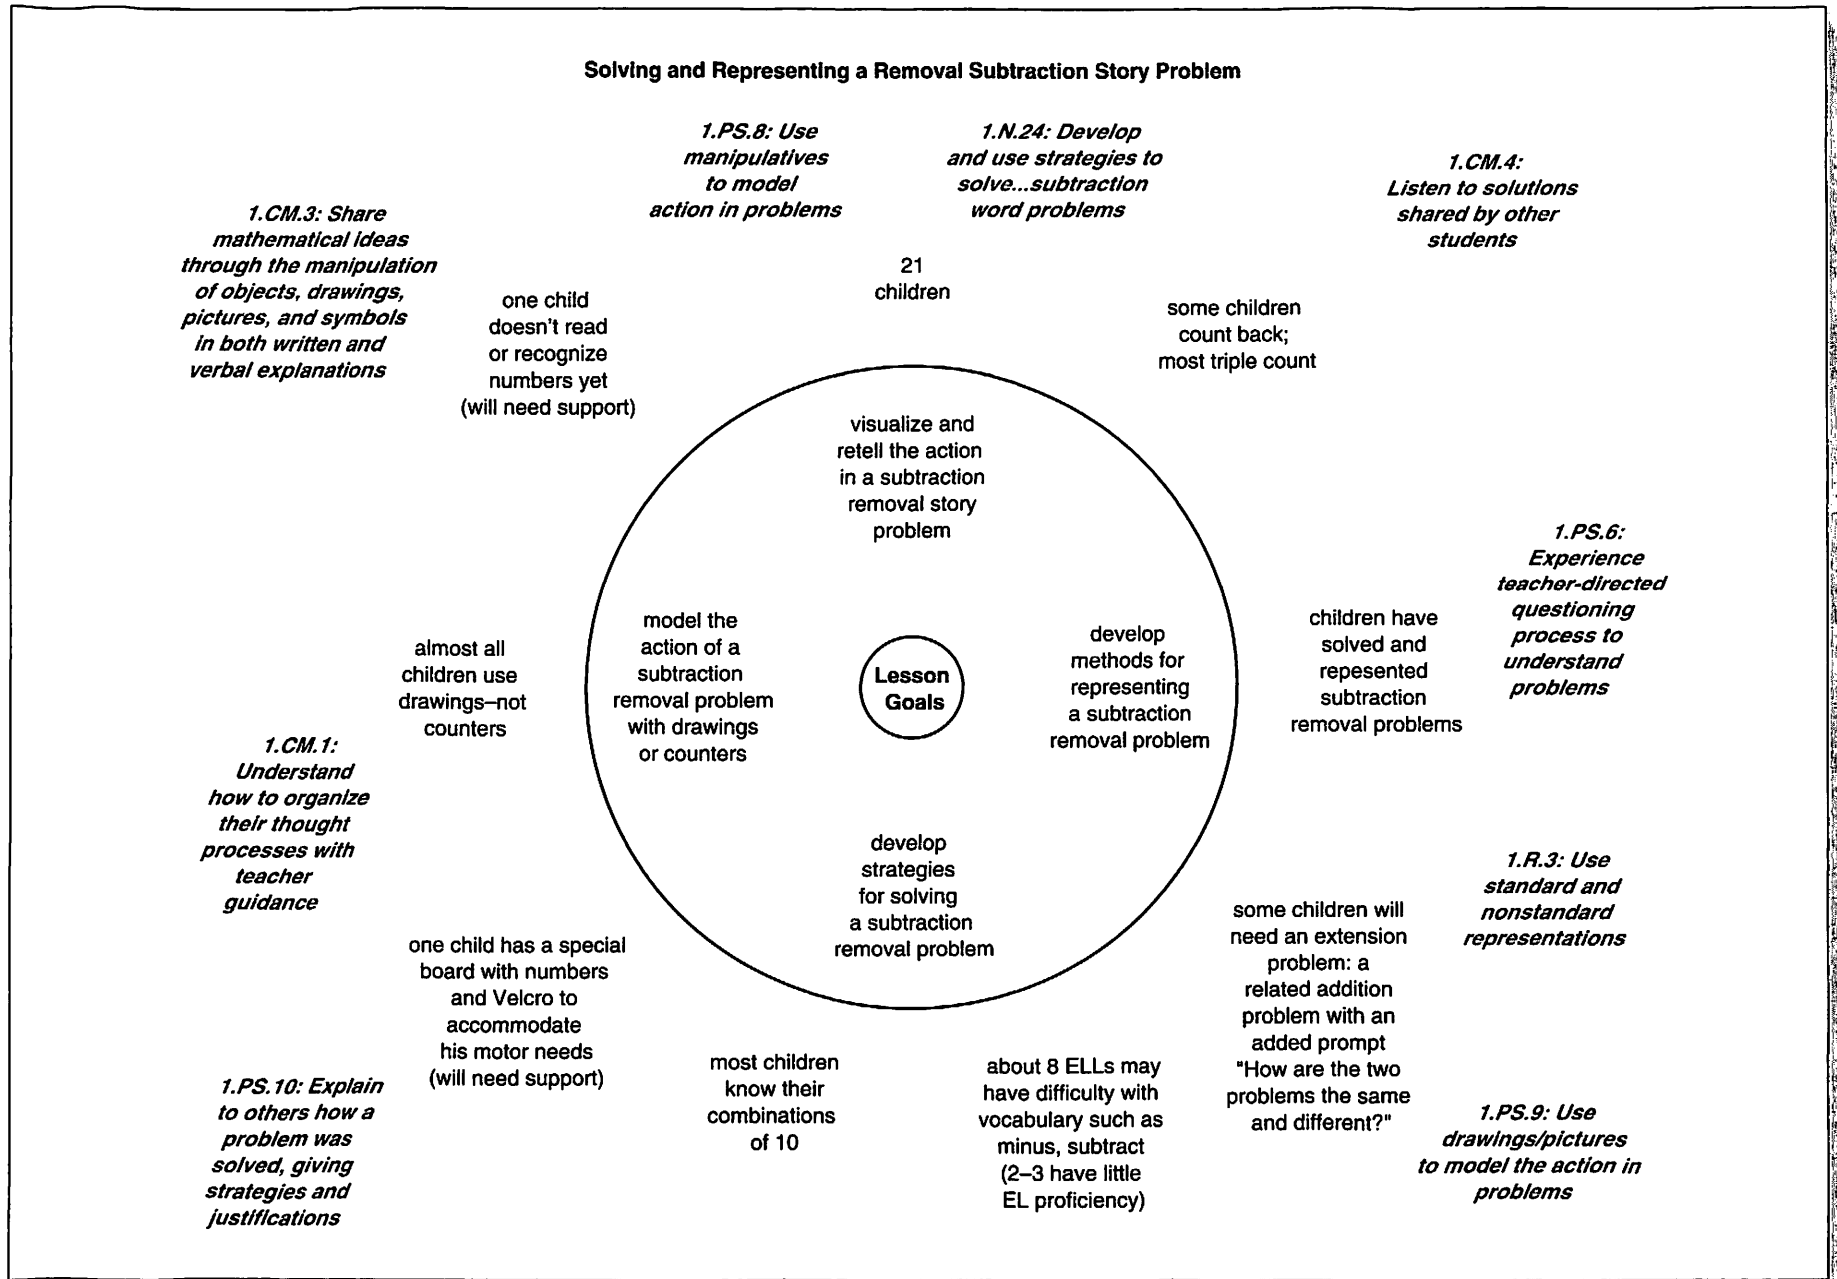 Solving and Representing a Removal Subtraction Story Problem
1.PS.8: Use
manipulatives
to model
action in problems
1.N.24: Develop
and use strategies to
solve...subtraction
word problems
1.CM.4:
Listen to solutions
shared by other
students
1.CM.3: Share
mathematical ideas
through the manipulation
of objects, drawings,
pictures, and symbols
in both written and
verbal explanations
one child
doesn't read
or recognize
numbers yet
(will need support)
21
children
some children
count back;
most triple count
visualize and
retell the action
in a subtraction
removal story
problem
1.PS.6:
Experience
teacher-directed
questioning
process to
understand
problems
almost all
children use
drawings–not
counters
model the
action of a
subtraction
removal problem
with drawings
or counters
Lesson
Goals
develop
methods for
representing
a subtraction
removal problem
children have
solved and
repesented
subtraction
removal problems
1.CM.1:
Understand
how to organize
their thought
processes with
teacher
guidance
develop
strategies
for solving
a subtraction
removal problem
1.R.3: Use
standard and
nonstandard
representations
one child has a special
board with numbers
and Velcro to
accommodate
his motor needs
(will need support)
some children will
need an extension
problem: a
related addition
problem with an
added prompt
"How are the two
problems the same
and different?"
1.PS.10: Explain
to others how a
problem was
solved, giving
strategies and
justifications
most children
know their
combinations
of 10
about 8 ELLs may
have difficulty with
vocabulary such as
minus, subtract
(2–3 have little
EL proficiency)
1.PS.9: Use
drawings/pictures
to model the action in
problems